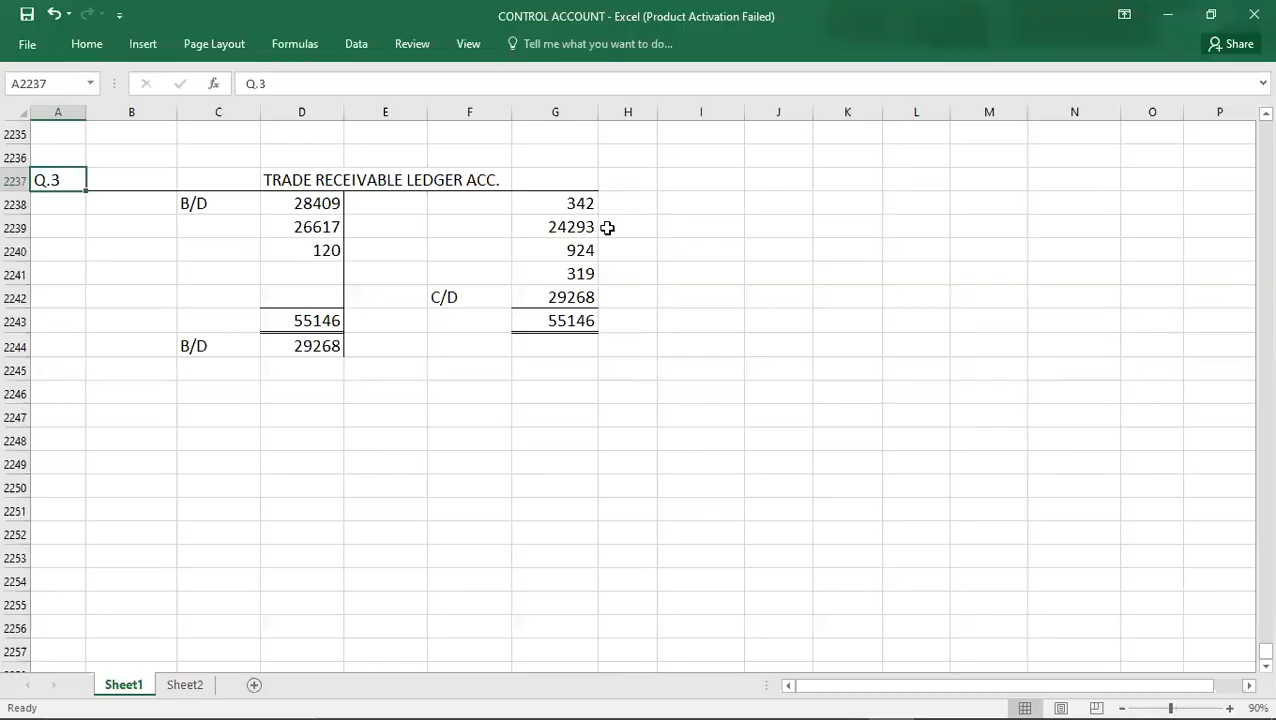 CONTROL ACCOUNT - Excel (Product Activation Failed)
File Home Insert Page Layout Formulas Data Review View Tell me what you want to do... Share
A2237 fx Q.3
A B C D E F G H I J K L M N O P
2235
2236
2237 Q.3 TRADE RECEIVABLE LEDGER ACC.
2238 B/D 28409 342
2239 26617 24293
2240 120 924
2241 319
2242 C/D 29268
2243 55146 55146
2244 B/D 29268
2245
2246
2247
2248
2249
2250
2251
2252
2253
2254
2255
2256
2257
Sheet1 Sheet2
Ready 90%